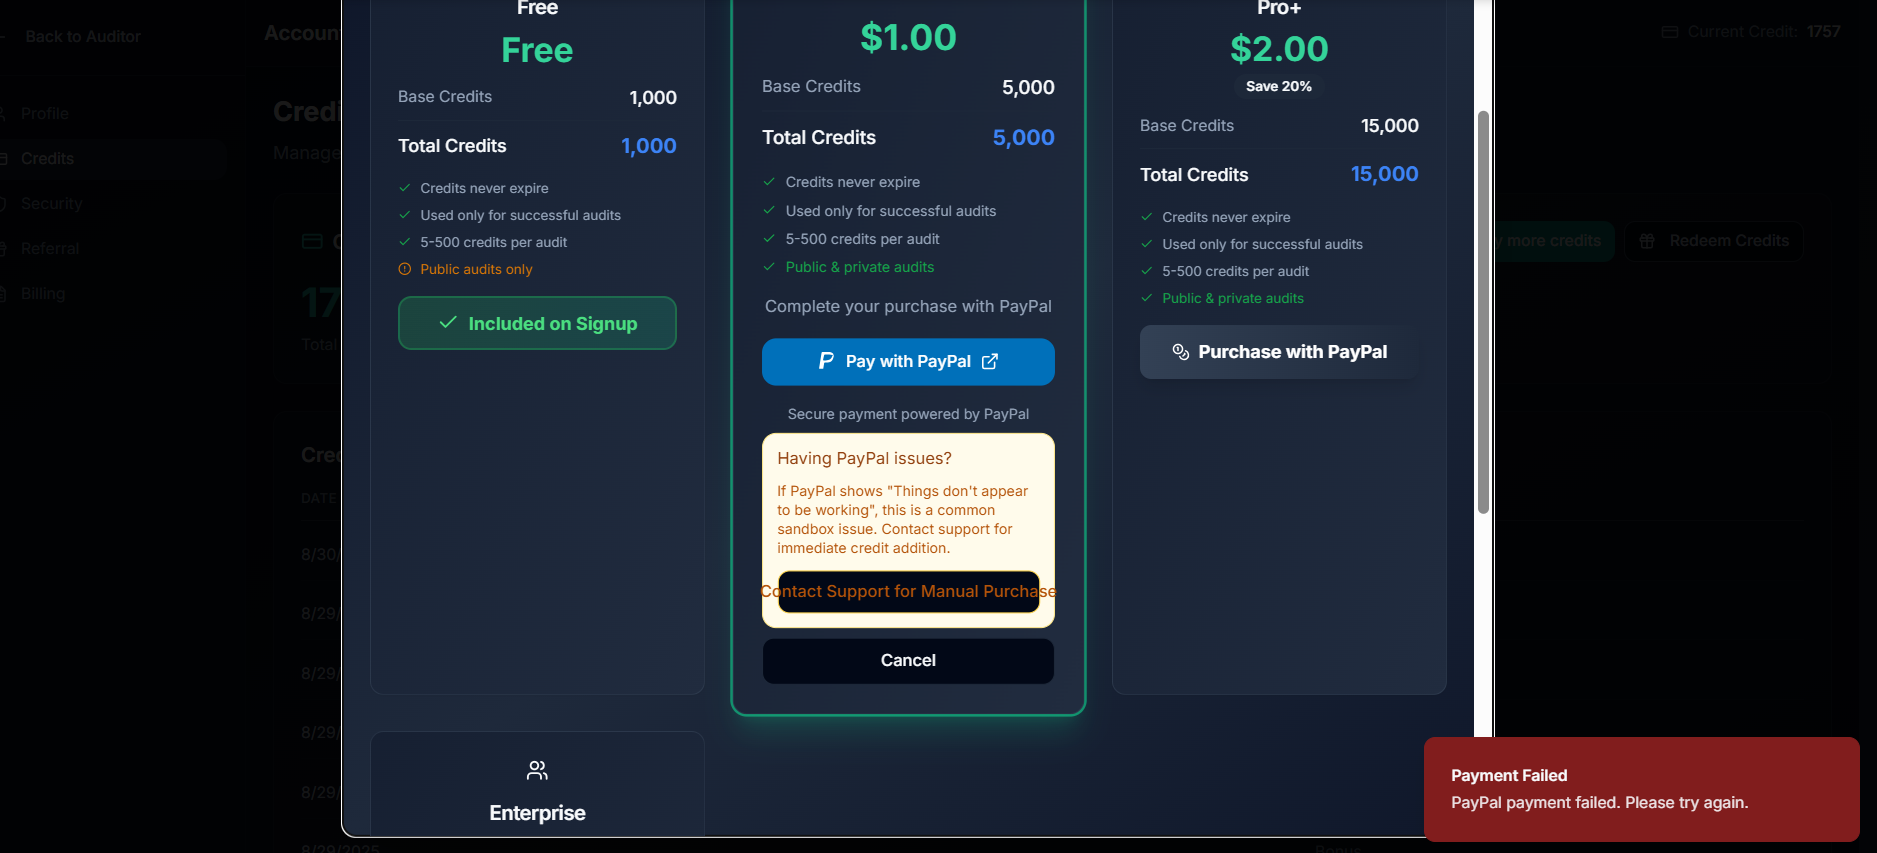 Back to Auditor
Accoun
Current Credit: 1757
Profile
Credits
Security
Referral
Billing
Credi
Manage
17
Total
y more credits
Redeem Credits
Cred
DATE
8/30/
8/29/
8/29/
8/29/
8/29/
8/29/2025
Bonus
Free
Free
Base Credits 1,000
Total Credits 1,000
Credits never expire
Used only for successful audits
5-500 credits per audit
Public audits only
Included on Signup
$1.00
Base Credits 5,000
Total Credits 5,000
Credits never expire
Used only for successful audits
5-500 credits per audit
Public & private audits
Complete your purchase with PayPal
Pay with PayPal
Secure payment powered by PayPal
Having PayPal issues?
If PayPal shows "Things don't appear
to be working", this is a common
sandbox issue. Contact support for
immediate credit addition.
Contact Support for Manual Purchase
Cancel
Pro+
$2.00
Save 20%
Base Credits 15,000
Total Credits 15,000
Credits never expire
Used only for successful audits
5-500 credits per audit
Public & private audits
Purchase with PayPal
Enterprise
Payment Failed
PayPal payment failed. Please try again.